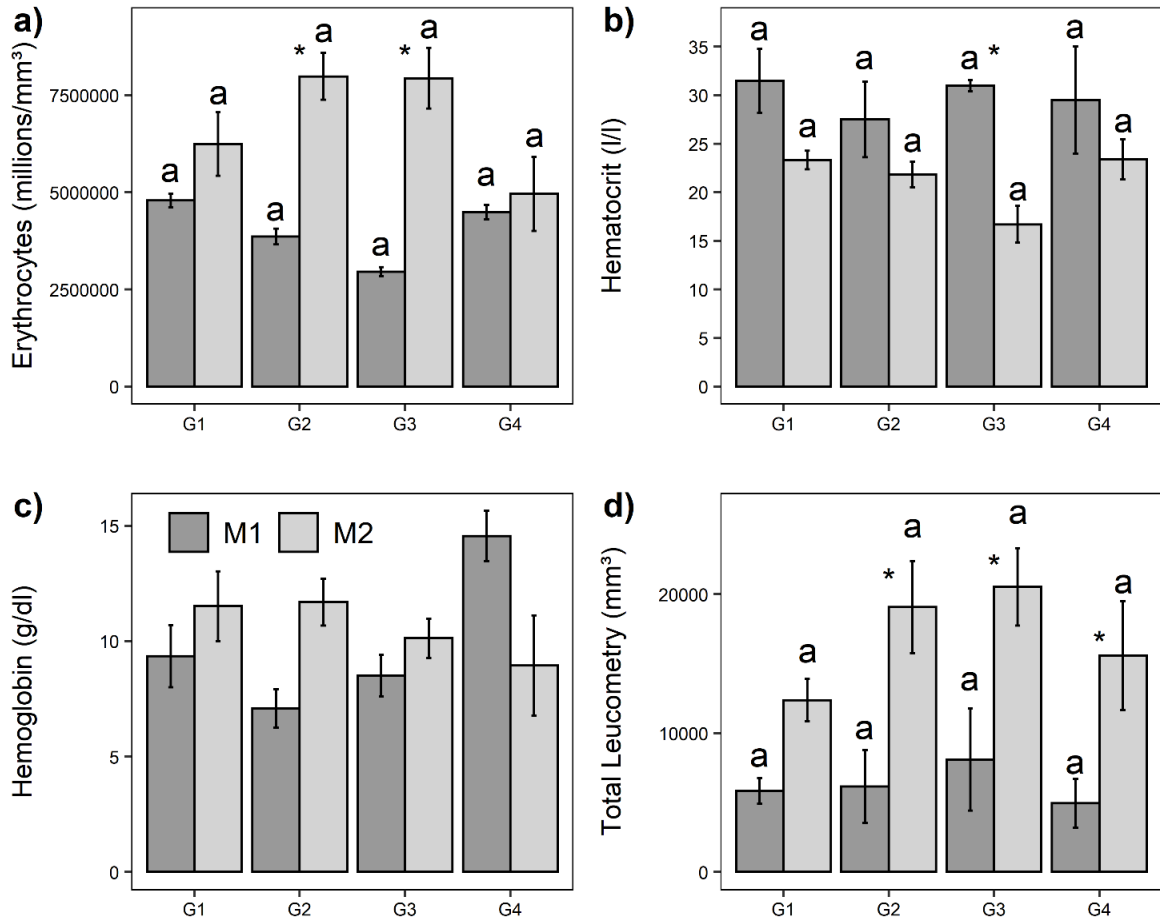 a)
Erythrocytes (millions/mm³)
7500000
5000000
2500000
0
a a * a a * a a a a
G1 G2 G3 G4
b)
Hematocrit (l/l)
35
30
25
20
15
10
5
0
a a a a a * a a a
G1 G2 G3 G4
c)
Hemoglobin (g/dl)
15
10
5
0
M1 M2
G1 G2 G3 G4
d)
Total Leucometry (mm³)
20000
10000
0
a a a * a a * a a * a
G1 G2 G3 G4